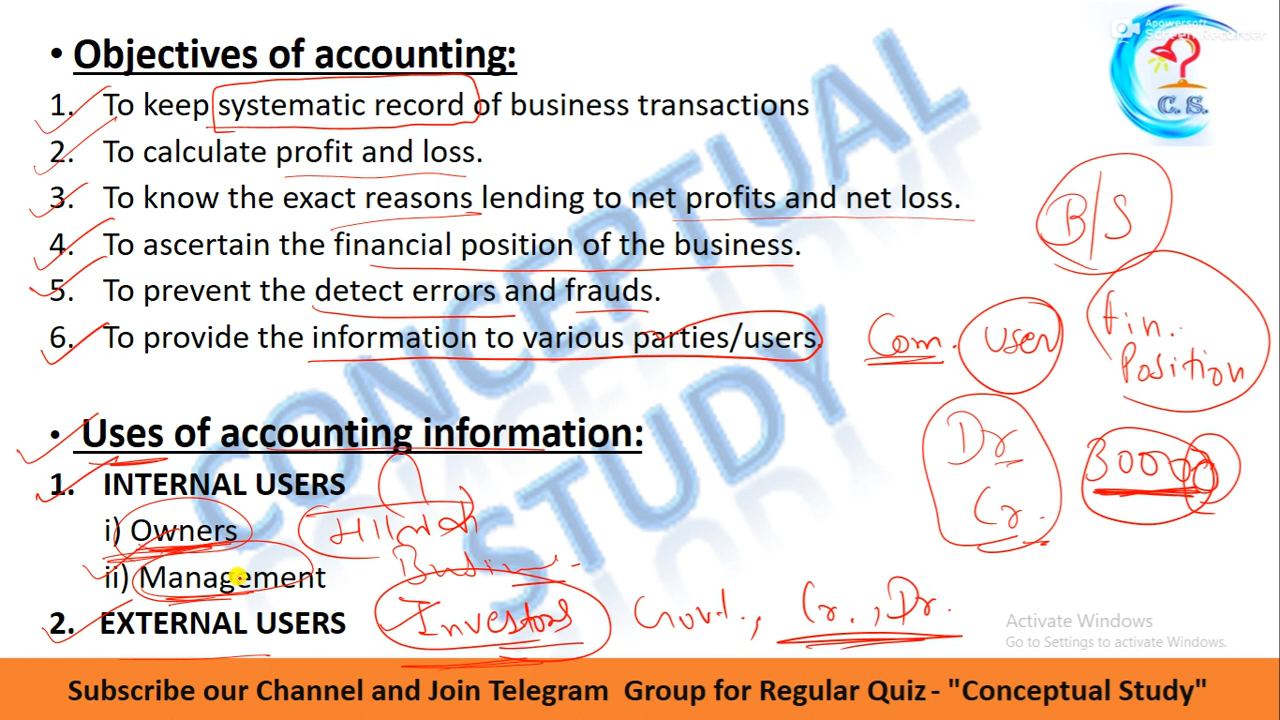 • Objectives of accounting:
1. To keep systematic record of business transactions
2. To calculate profit and loss.
3. To know the exact reasons lending to net profits and net loss.
4. To ascertain the financial position of the business.
5. To prevent the detect errors and frauds.
6. To provide the information to various parties/users.
• Uses of accounting information:
1. INTERNAL USERS
i) Owners
ii) Management
2. EXTERNAL USERS
Investors Govt., Cr., Dr.
B/S
Fin.
Position
Com. User
Dr
Cr.
CONCEPTUAL
STUDY
C. S.
Apowersoft
Screen Recorder
Activate Windows
Go to Settings to activate Windows.
Subscribe our Channel and Join Telegram Group for Regular Quiz - "Conceptual Study"